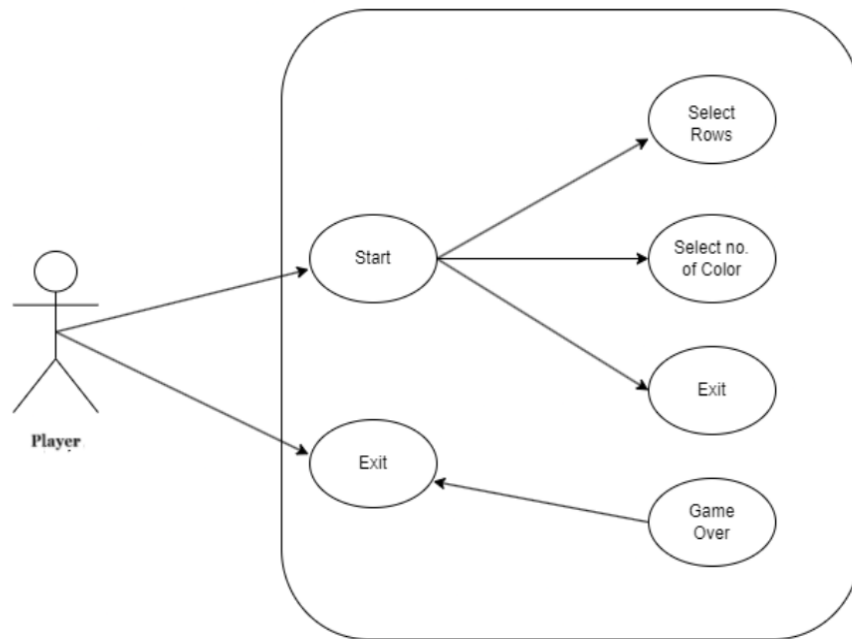 Select
Rows
Start
Select no.
of Color
Exit
Player
Exit
Game
Over